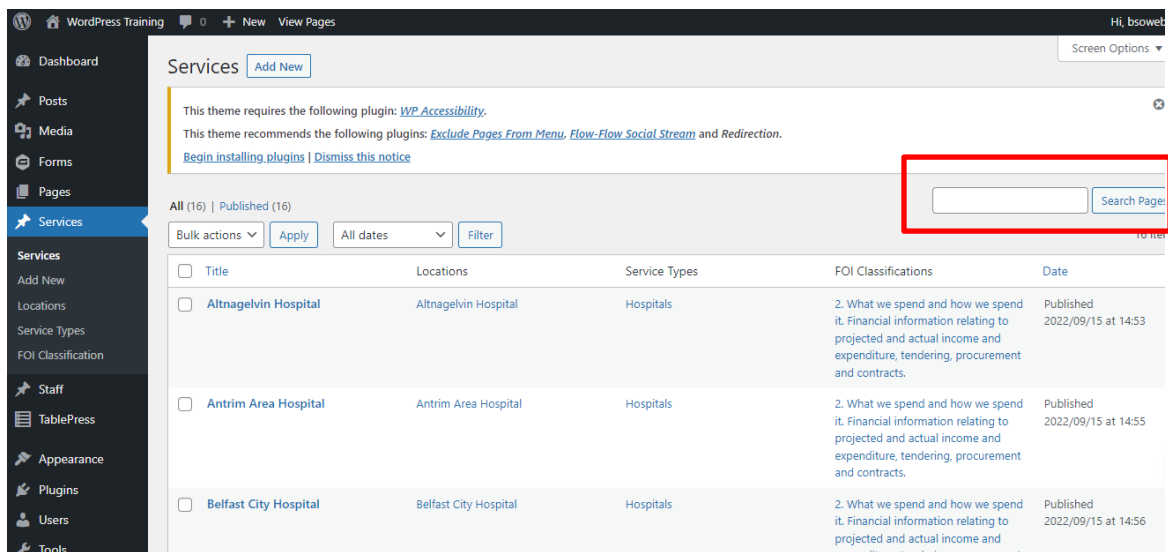 WordPress Training 0 New View Pages Hi, bsoweb
Dashboard
Posts
Media
Forms
Pages
Services
Services
Add New
Locations
Service Types
FOI Classification
Staff
TablePress
Appearance
Plugins
Users
Tools
Screen Options
Services Add New
This theme requires the following plugin: WP Accessibility.
This theme recommends the following plugins: Exclude Pages From Menu, Flow-Flow Social Stream and Redirection.
Begin installing plugins | Dismiss this notice
Search Pages
All (16) | Published (16)
Bulk actions Apply All dates Filter
Title Locations Service Types FOI Classifications Date
Altnagelvin Hospital Altnagelvin Hospital Hospitals 2. What we spend and how we spend Published
it. Financial information relating to 2022/09/15 at 14:53
projected and actual income and
expenditure, tendering, procurement
and contracts.
Antrim Area Hospital Antrim Area Hospital Hospitals 2. What we spend and how we spend Published
it. Financial information relating to 2022/09/15 at 14:55
projected and actual income and
expenditure, tendering, procurement
and contracts.
Belfast City Hospital Belfast City Hospital Hospitals 2. What we spend and how we spend Published
it. Financial information relating to 2022/09/15 at 14:56
projected and actual income and